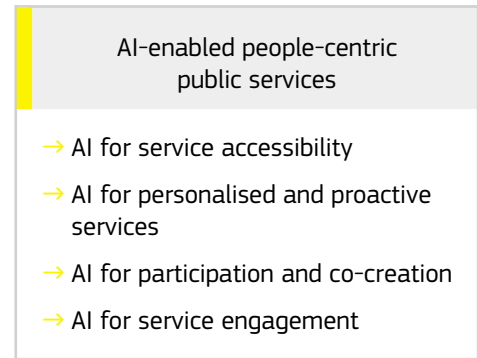 AI-enabled people-centric
public services
→ AI for service accessibility
→ AI for personalised and proactive
services
→ AI for participation and co-creation
→ AI for service engagement